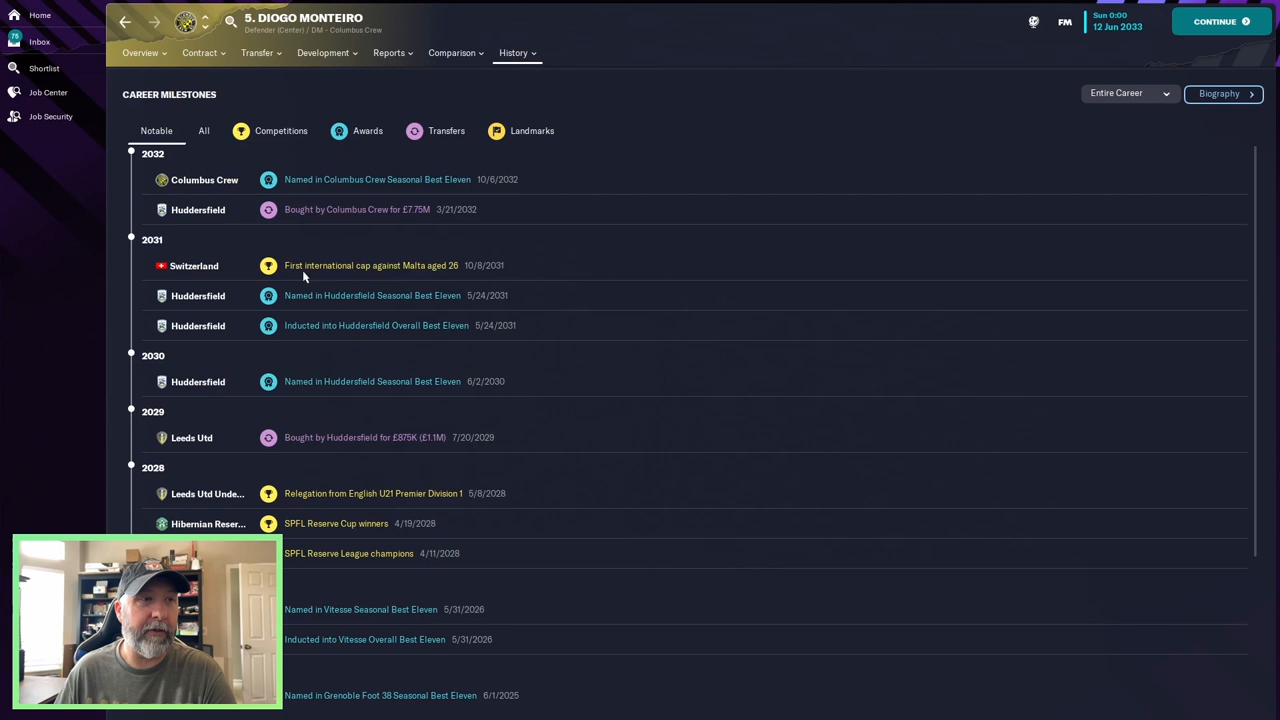 Home
75
Inbox
Shortlist
Job Center
Job Security
5. DIOGO MONTEIRO
Defender (Center) / DM - Columbus Crew
FM
Sun 0:00
12 Jun 2033
CONTINUE
Overview
Contract
Transfer
Development
Reports
Comparison
History
CAREER MILESTONES
Entire Career
Biography
Notable
All
Competitions
Awards
Transfers
Landmarks
2032
Columbus Crew Named in Columbus Crew Seasonal Best Eleven 10/6/2032
Huddersfield Bought by Columbus Crew for £7.75M 3/21/2032
2031
Switzerland First international cap against Malta aged 26 10/8/2031
Huddersfield Named in Huddersfield Seasonal Best Eleven 5/24/2031
Huddersfield Inducted into Huddersfield Overall Best Eleven 5/24/2031
2030
Huddersfield Named in Huddersfield Seasonal Best Eleven 6/2/2030
2029
Leeds Utd Bought by Huddersfield for £875K (£1.1M) 7/20/2029
2028
Leeds Utd Unde... Relegation from English U21 Premier Division 1 5/8/2028
Hibernian Reser... SPFL Reserve Cup winners 4/19/2028
SPFL Reserve League champions 4/11/2028
Named in Vitesse Seasonal Best Eleven 5/31/2026
Inducted into Vitesse Overall Best Eleven 5/31/2026
Named in Grenoble Foot 38 Seasonal Best Eleven 6/1/2025